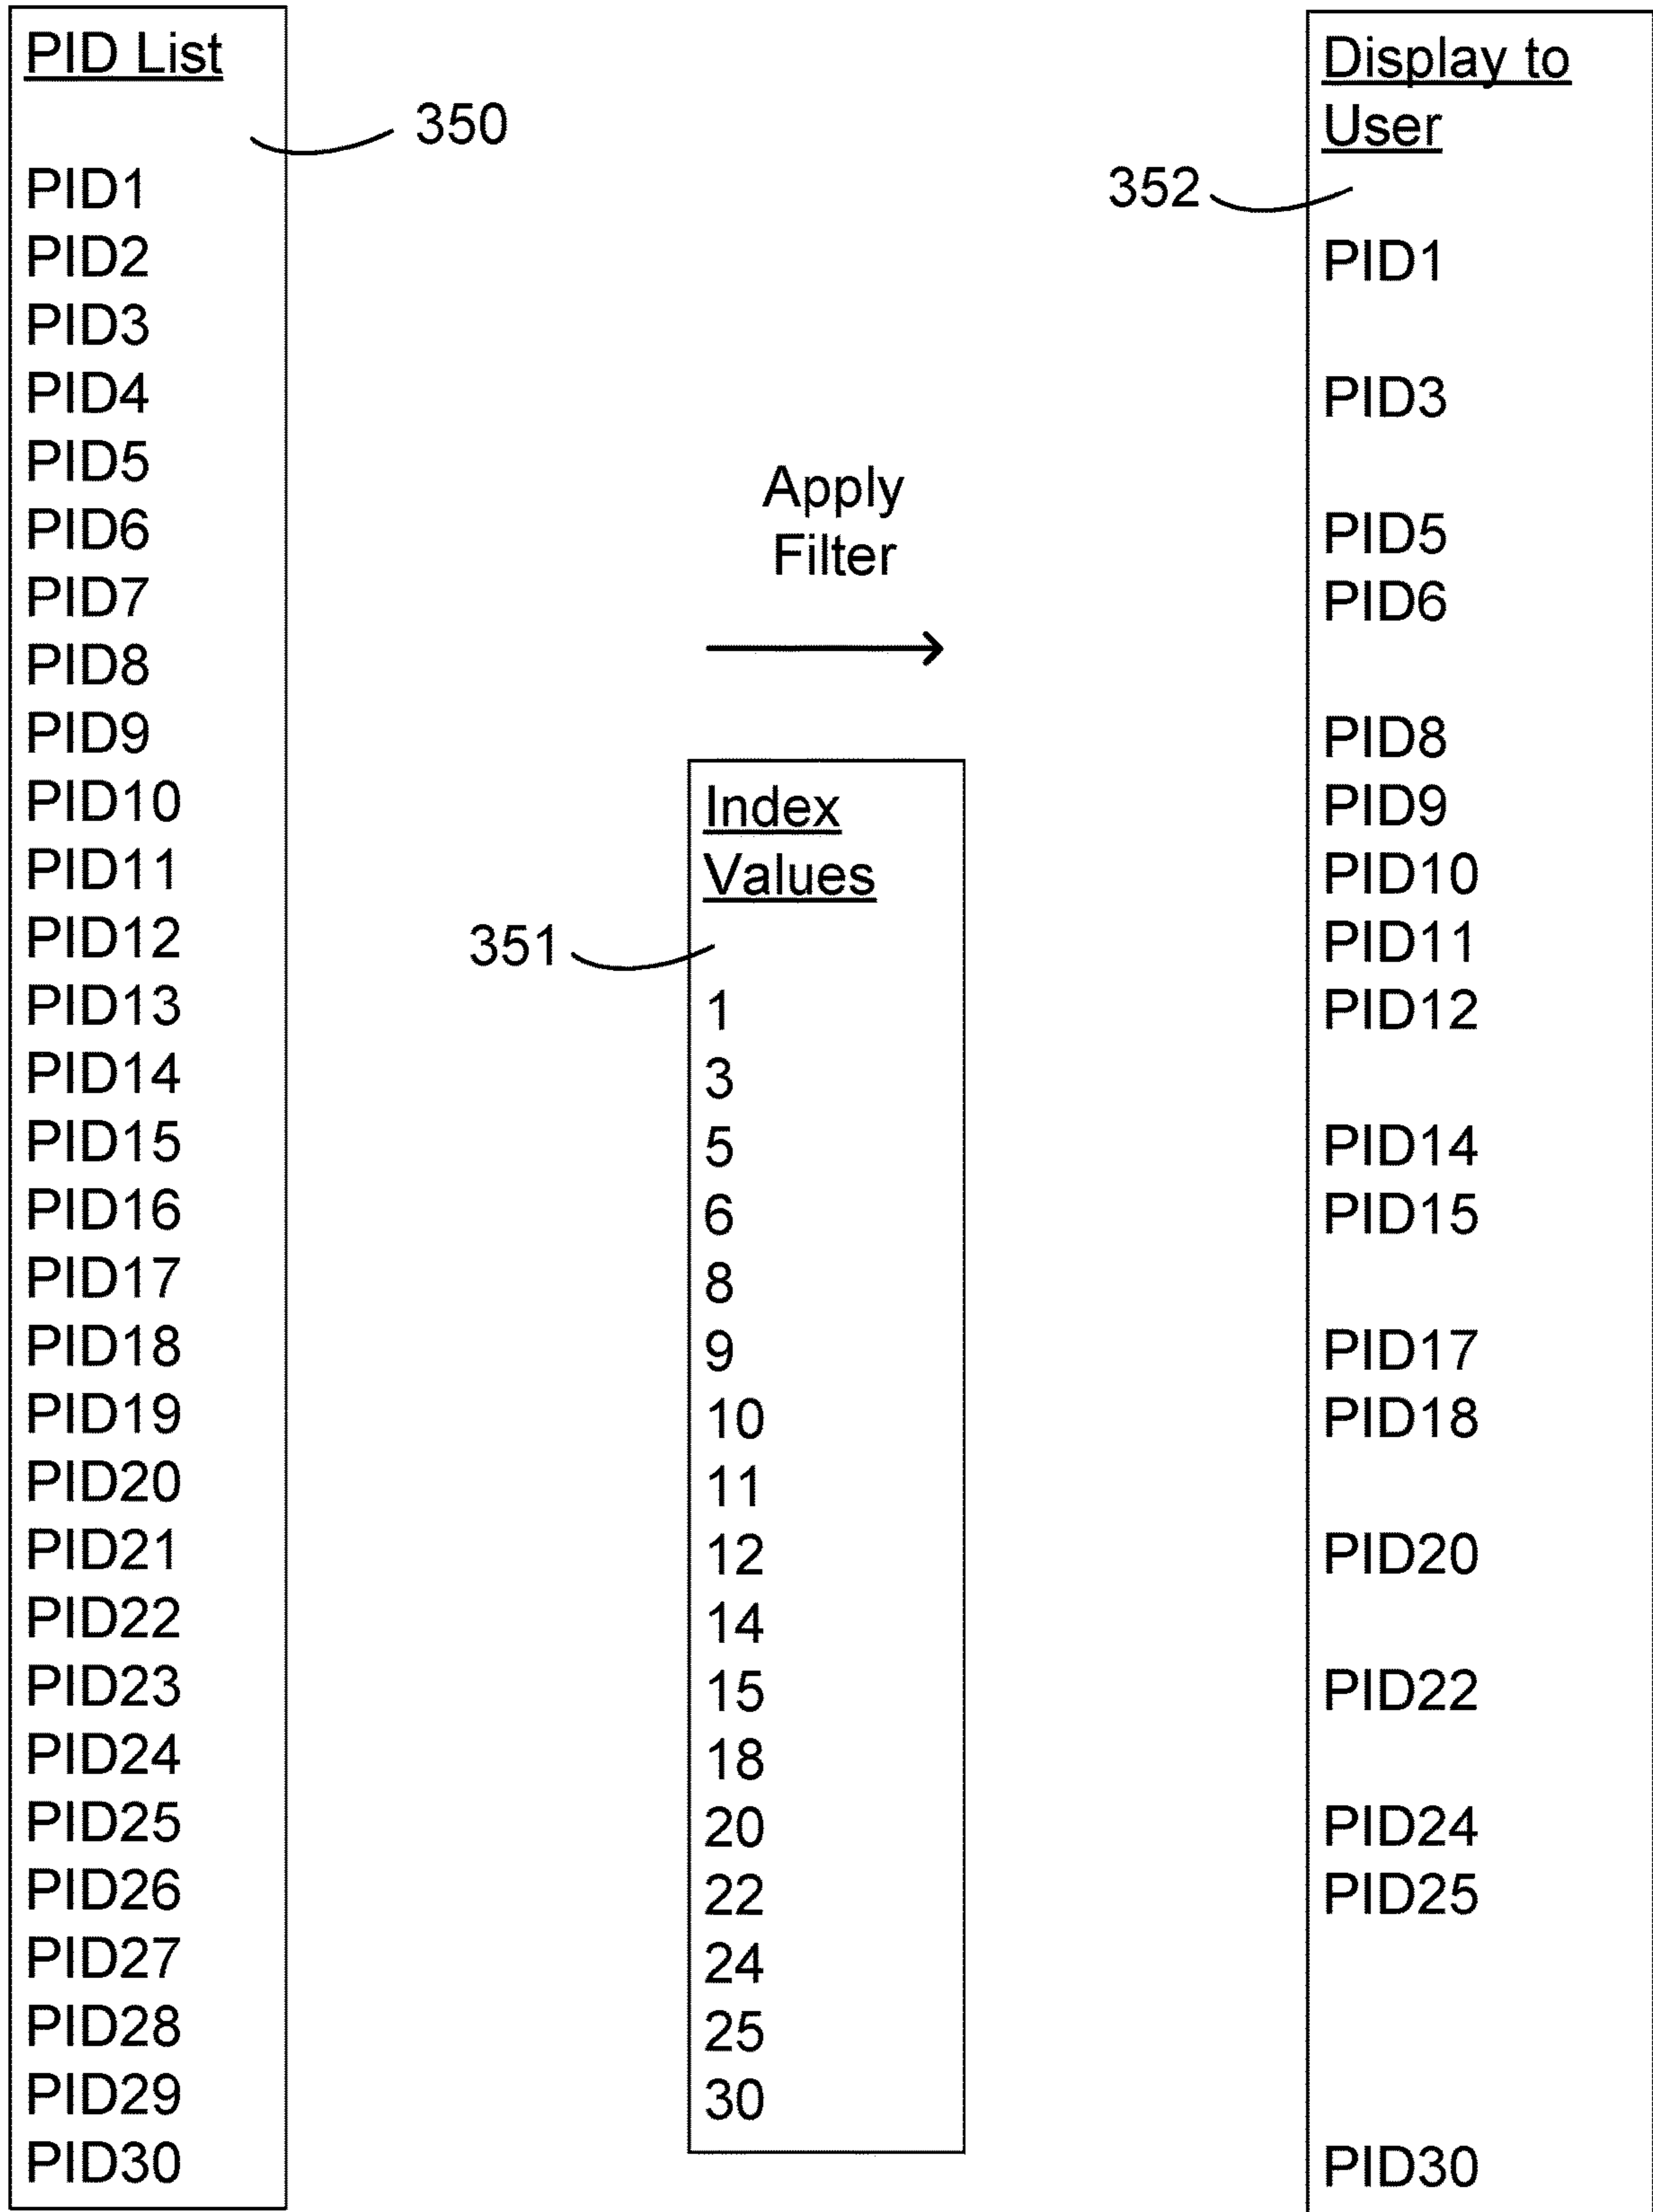 PID List
350
PID1
PID2
PID3
PID4
PID5
PID6
PID7
PID8
PID9
PID10
PID11
PID12
PID13
PID14
PID15
PID16
PID17
PID18
PID19
PID20
PID21
PID22
PID23
PID24
PID25
PID26
PID27
PID28
PID29
PID30
Apply
Filter
Index
Values
351
1
3
5
6
8
9
10
11
12
14
15
18
20
22
24
25
30
Display to
User
352
PID1
PID3
PID5
PID6
PID8
PID9
PID10
PID11
PID12
PID14
PID15
PID17
PID18
PID20
PID22
PID24
PID25
PID30